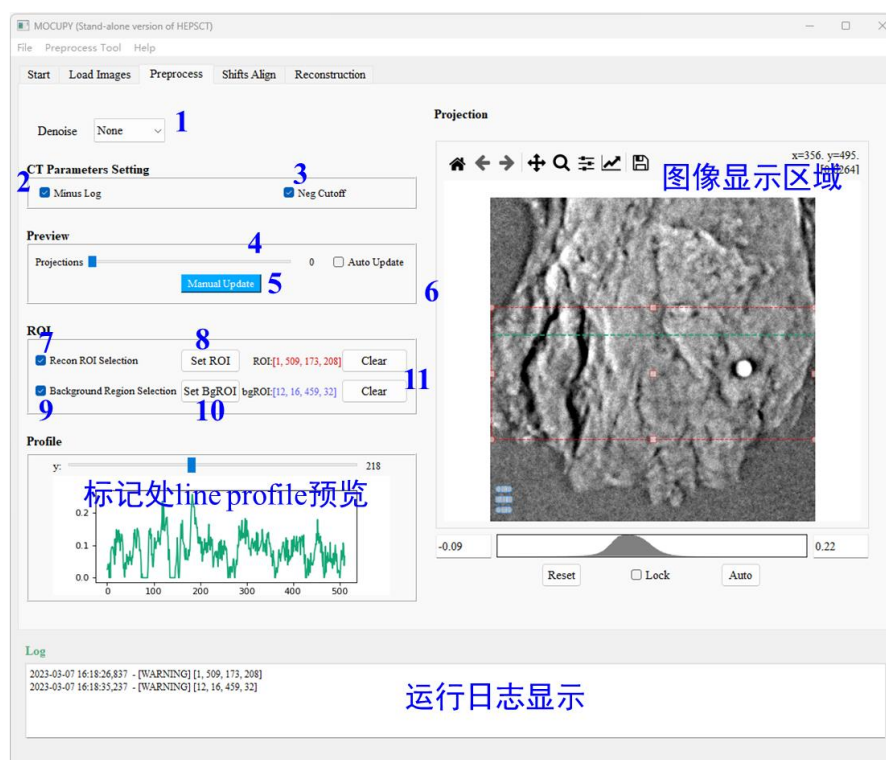 MOCUPY (Stand-alone version of HEPSCT)
File Preprocess Tool Help
Start Load Images Preprocess Shifts Align Reconstruction
Denoise None 1
CT Parameters Setting
2 Minus Log 3 Neg Cutoff
Preview
Projections 4 0 Auto Update
Manual Update 5
6
ROI
7 Recon ROI Selection 8 Set ROI ROI:[1, 509, 173, 208] Clear
9 Background Region Selection 10 Set BgROI bgROI:[12, 16, 459, 32] Clear 11
Profile
y: 218
标记处line profile预览
0.2
0.1
0.0
0 100 200 300 400 500
Projection
x=356. y=495.
264]
图像显示区域
-0.09 0.22
Reset Lock Auto
Log
2023-03-07 16:18:26,837 - [WARNING] [1, 509, 173, 208]
2023-03-07 16:18:35,237 - [WARNING] [12, 16, 459, 32]
运行日志显示